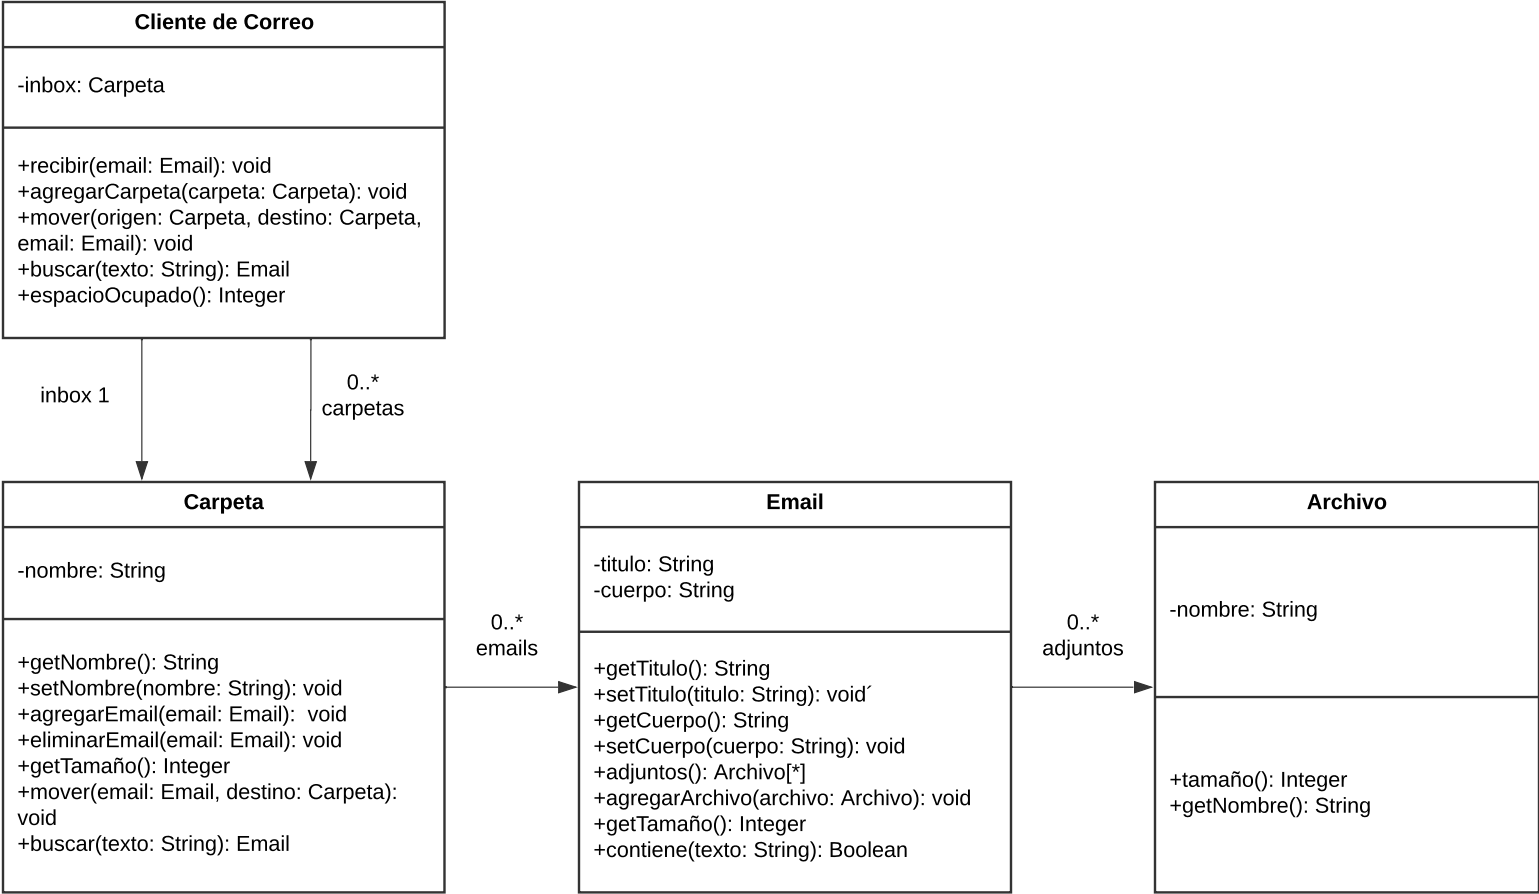 Cliente de Correo
-inbox: Carpeta
+recibir(email: Email): void
+agregarCarpeta(carpeta: Carpeta): void
+mover(origen: Carpeta, destino: Carpeta,
email: Email): void
+buscar(texto: String): Email
+espacioOcupado(): Integer
inbox 1
0..*
carpetas
Carpeta
-nombre: String
+getNombre(): String
+setNombre(nombre: String): void
+agregarEmail(email: Email):  void
+eliminarEmail(email: Email): void
+getTamaño(): Integer
+mover(email: Email, destino: Carpeta):
void
+buscar(texto: String): Email
0..*
emails
Email
-titulo: String
-cuerpo: String
+getTitulo(): String
+setTitulo(titulo: String): void´
+getCuerpo(): String
+setCuerpo(cuerpo: String): void
+adjuntos(): Archivo[*]
+agregarArchivo(archivo: Archivo): void
+getTamaño(): Integer
+contiene(texto: String): Boolean
0..*
adjuntos
Archivo
-nombre: String
+tamaño(): Integer
+getNombre(): String